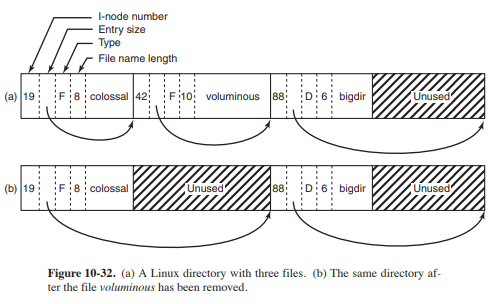 I-node number
Entry size
Type
File name length
(a) 19 F 8 colossal 42 F 10 voluminous 88 D 6 bigdir Unused
(b) 19 F 8 colossal Unused 88 D 6 bigdir Unused
Figure 10-32. (a) A Linux directory with three files. (b) The same directory af-
ter the file voluminous has been removed.